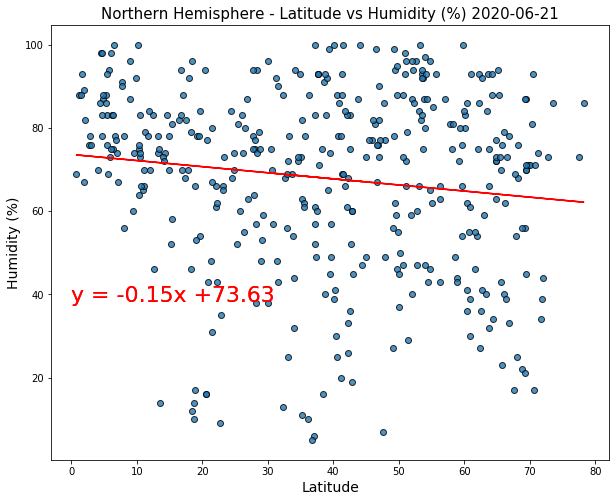 Northern Hemisphere - Latitude vs Humidity (%) 2020-06-21
100
80
60
40
20
Humidity (%)
y = -0.15x +73.63
0 10 20 30 40 50 60 70 80
Latitude